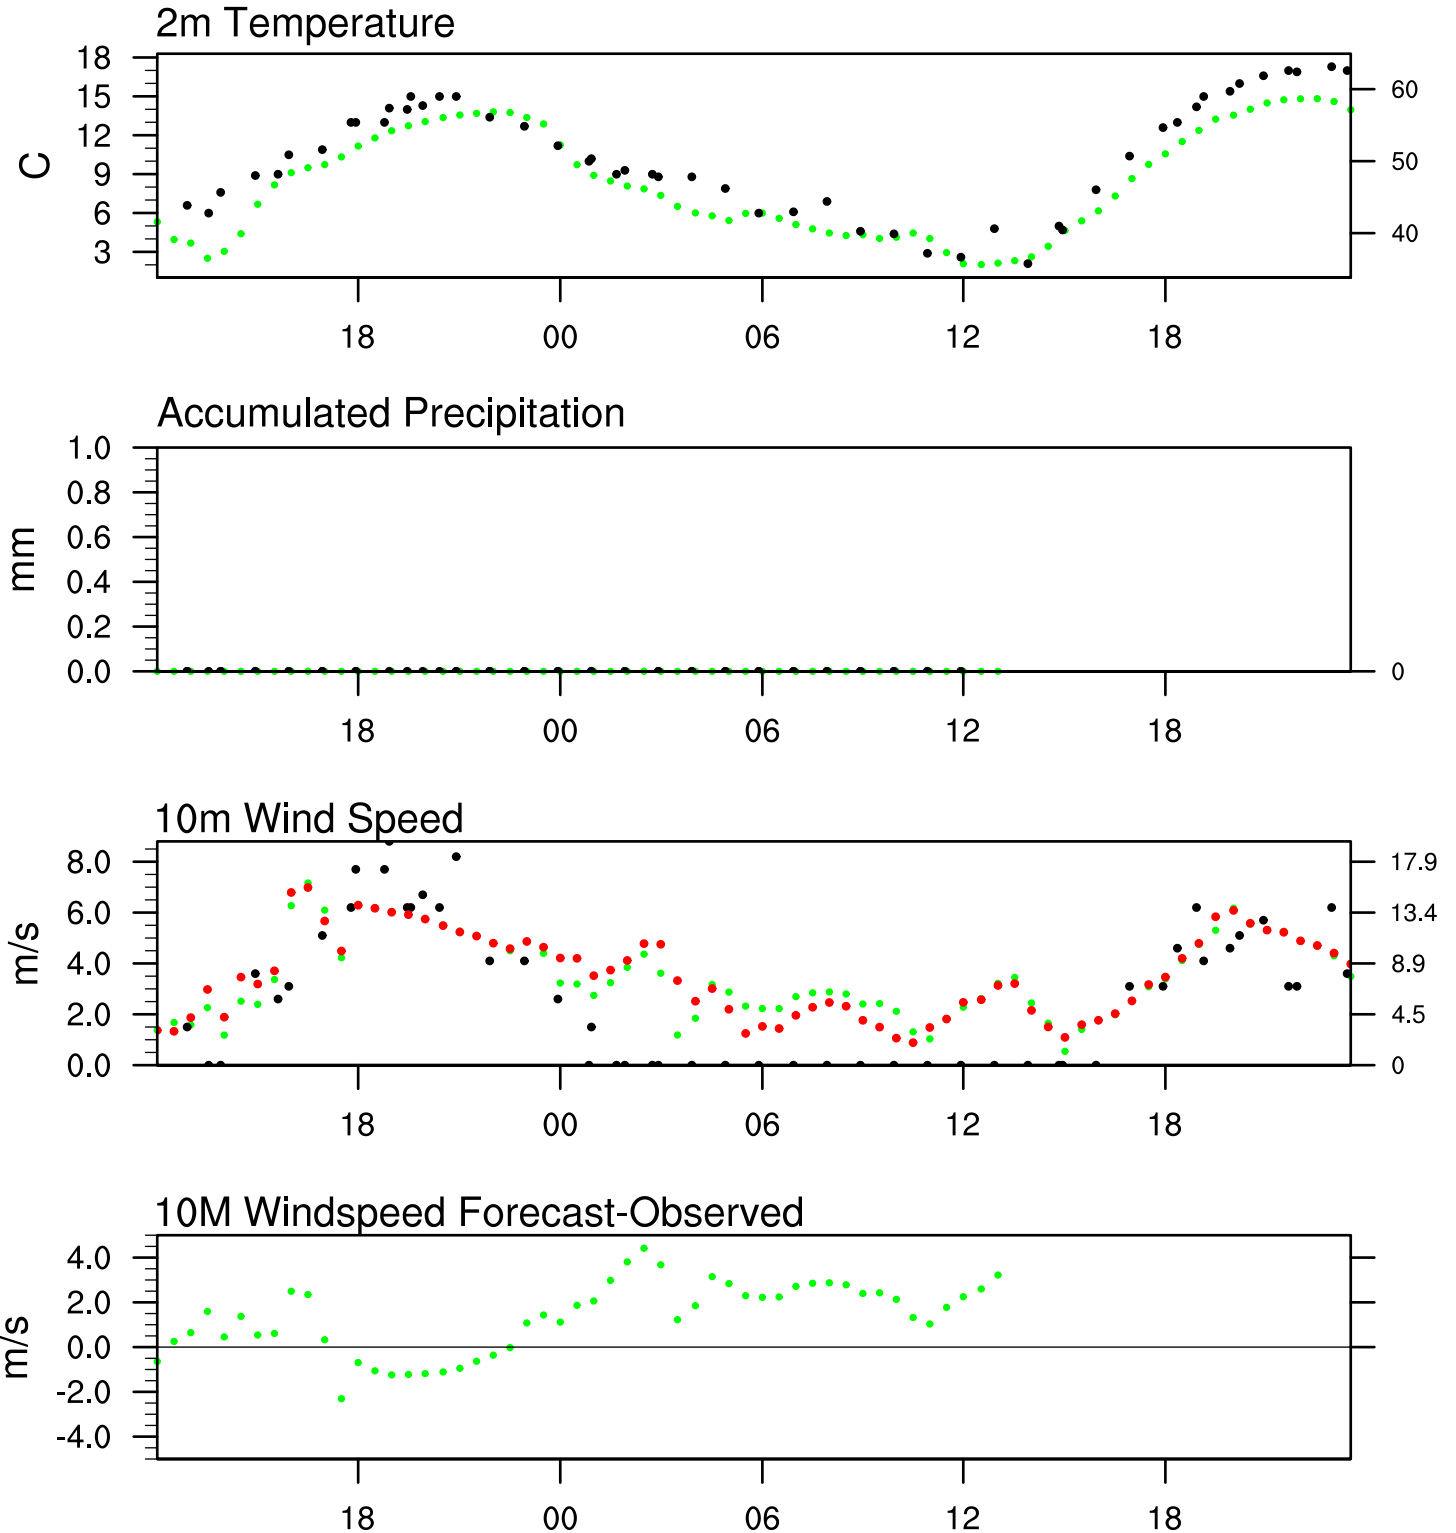 2m Temperature
18
15
12
9
6
3
C
60
50
40
18 00 06 12 18
Accumulated Precipitation
1.0
0.8
0.6
0.4
0.2
0.0
mm
0
18 00 06 12 18
10m Wind Speed
8.0
6.0
4.0
2.0
0.0
m/s
17.9
13.4
8.9
4.5
0
18 00 06 12 18
10M Windspeed Forecast-Observed
4.0
2.0
0.0
-2.0
-4.0
m/s
18 00 06 12 18